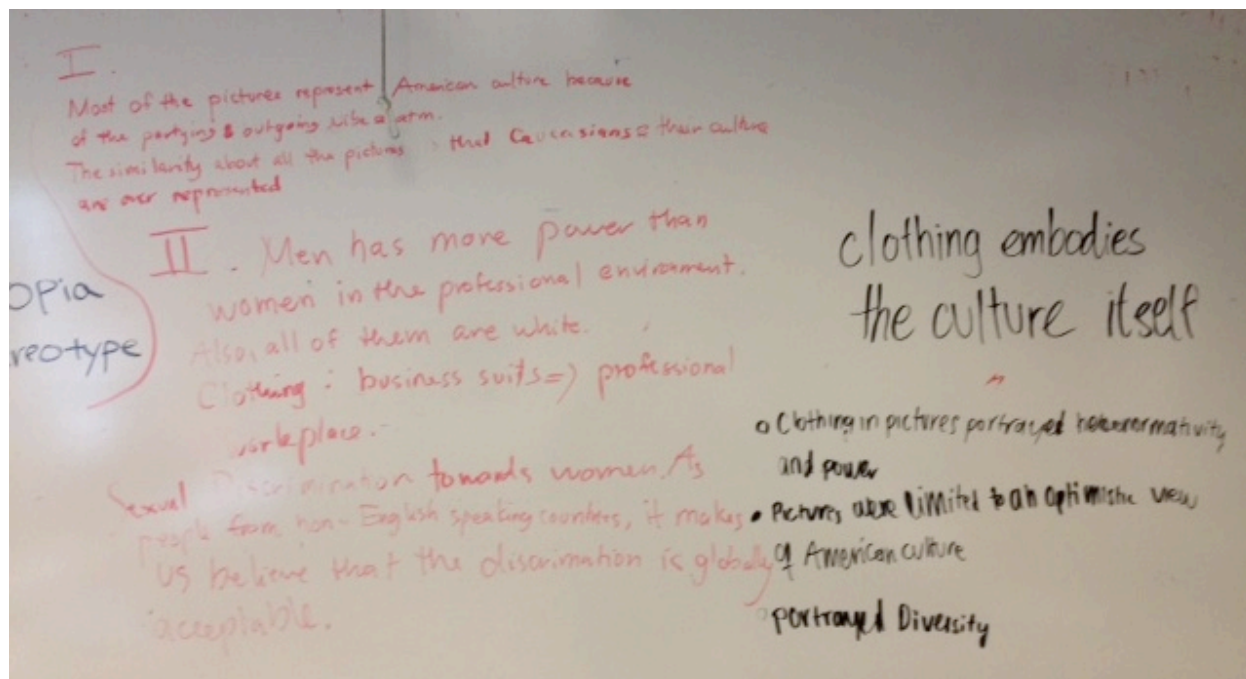 I.
Most of the pictures represent American culture because
of the partying & outgoing
The similarity about all the pictures that Caucasians & their culture
are over represented
II. Men has more power than
women in the professional environment.
Also, all of them are white.
Clothing : business suits => professional
workplace.
Sexual Discrimination towards women. As
people from non-English speaking countries, it makes
us believe that the discrimation is globally
acceptable.
opia
reotype
clothing embodies
the culture itself
Clothing in pictures portrayed heteronormativity
and power
• Pictures were limited to an optimistic view
of American culture
portrayed Diversity